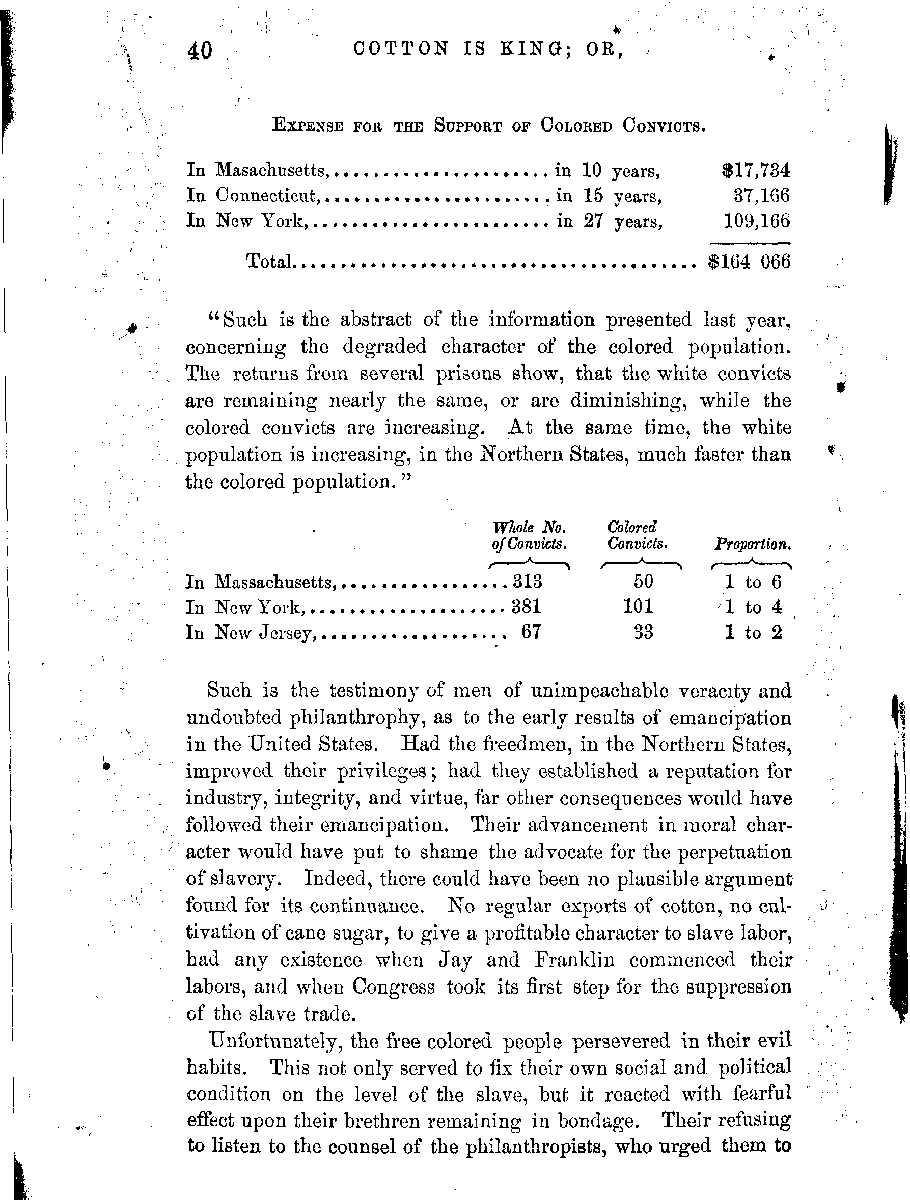 40 COTTON IS KING; OR,
EXPENSE FOR THE SUPPORT OF COLORED CONVICTS.
In Masachusetts,...................... in 10 years, $17,734
In Connecticut,....................... in 15 years, 37,166
In New York,........................ in 27 years, 109,166
Total........................................ $164 066
"Such is the abstract of the information presented last year,
concerning the degraded character of the colored population.
The returns from several prisons show, that the white convicts
are remaining nearly the same, or are diminishing, while the
colored convicts are increasing. At the same time, the white
population is increasing, in the Northern States, much faster than
the colored population."
Whole No. Colored
of Convicts. Convicts. Proportion.
In Massachusetts,.................313 50 1 to 6
In New York,....................381 101 1 to 4
In New Jersey,................... 67 33 1 to 2
Such is the testimony of men of unimpeachable veracity and
undoubted philanthrophy, as to the early results of emancipation
in the United States. Had the freedmen, in the Northern States,
improved their privileges; had they established a reputation for
industry, integrity, and virtue, far other consequences would have
followed their emancipation. Their advancement in moral char-
acter would have put to shame the advocate for the perpetuation
of slavery. Indeed, there could have been no plausible argument
found for its continuance. No regular exports of cotton, no cul-
tivation of cane sugar, to give a profitable character to slave labor,
had any existence when Jay and Franklin commenced their
labors, and when Congress took its first step for the suppression
of the slave trade.
Unfortunately, the free colored people persevered in their evil
habits. This not only served to fix their own social and political
condition on the level of the slave, but it reacted with fearful
effect upon their brethren remaining in bondage. Their refusing
to listen to the counsel of the philanthropists, who urged them to